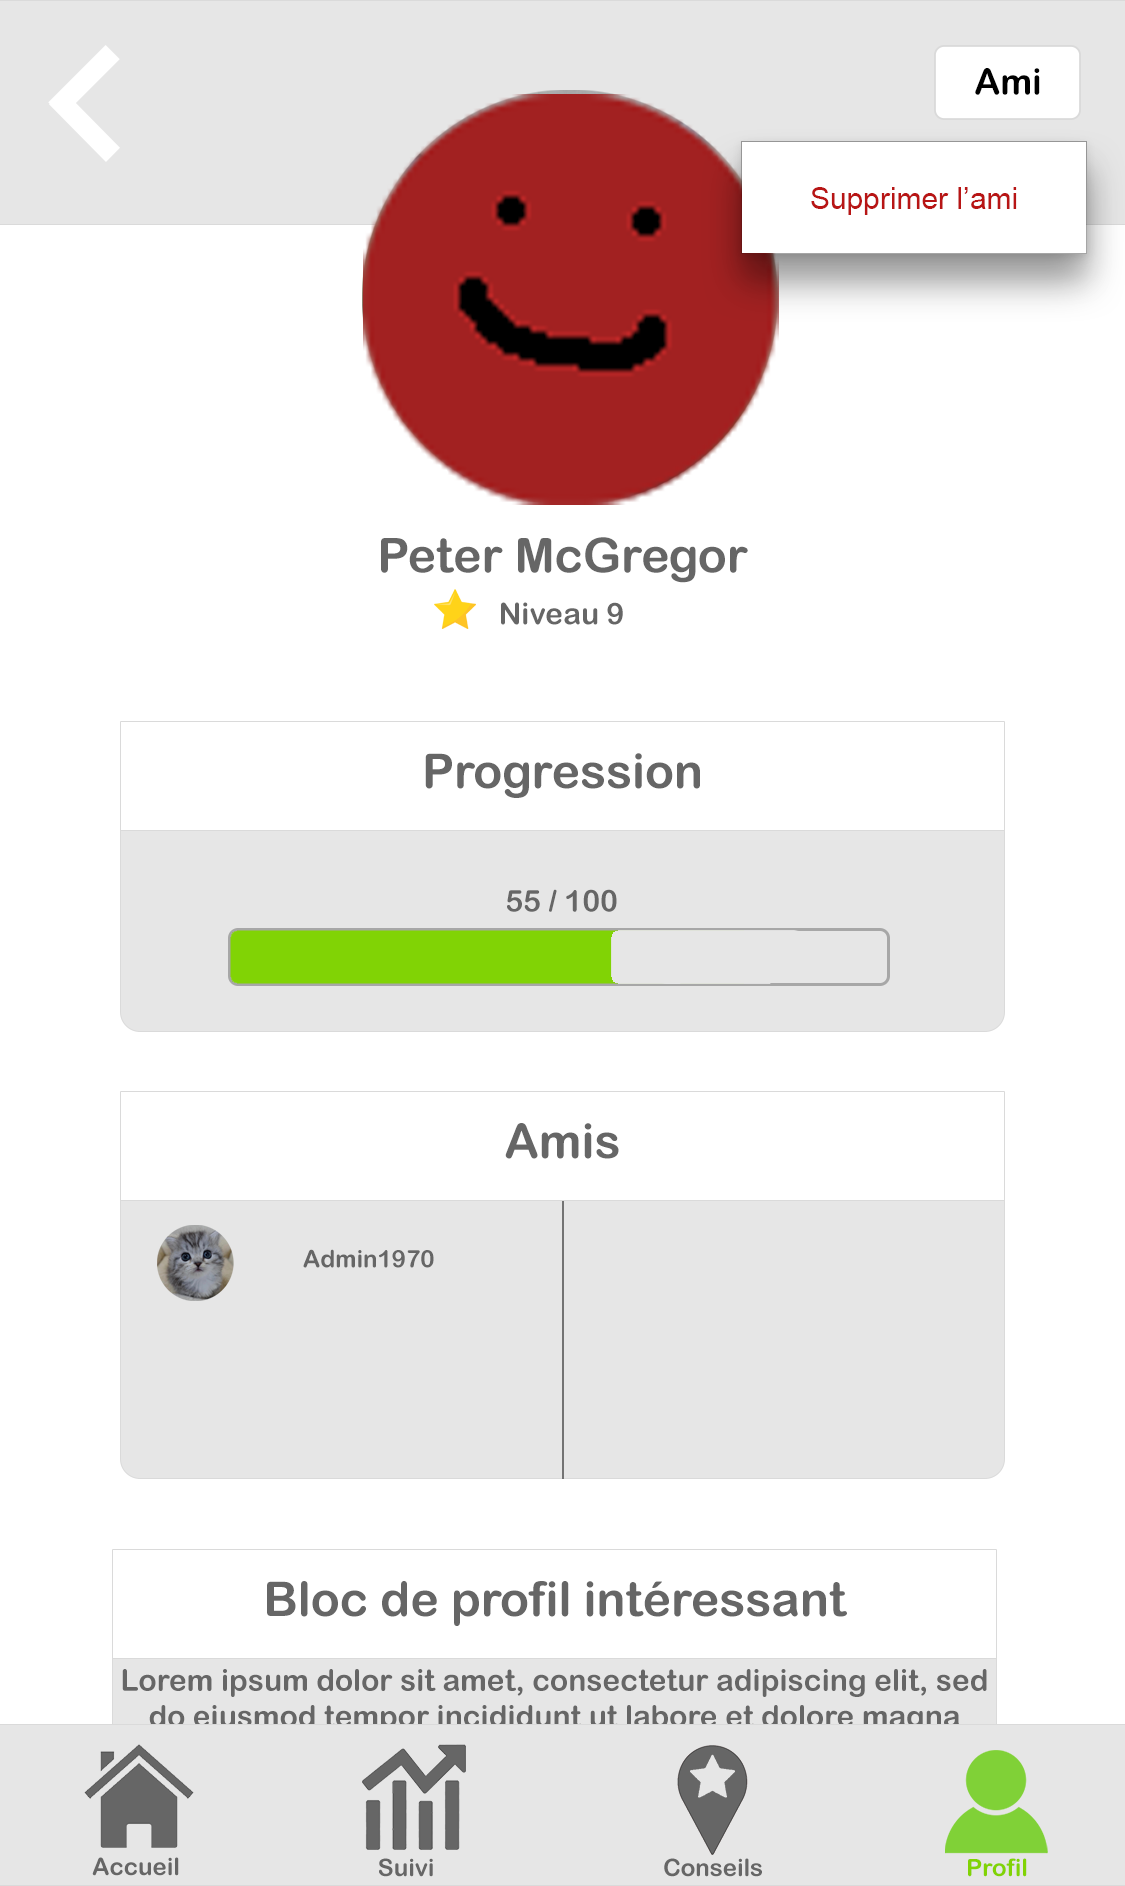 Ami
Supprimer l’ami
Peter McGregor
Niveau 9
Progression
55 / 100
Amis
Admin1970
Bloc de profil intéressant
Lorem ipsum dolor sit amet, consectetur adipiscing elit, sed
do eiusmod tempor incididunt ut labore et dolore magna
Accueil
Suivi
Conseils
Profil